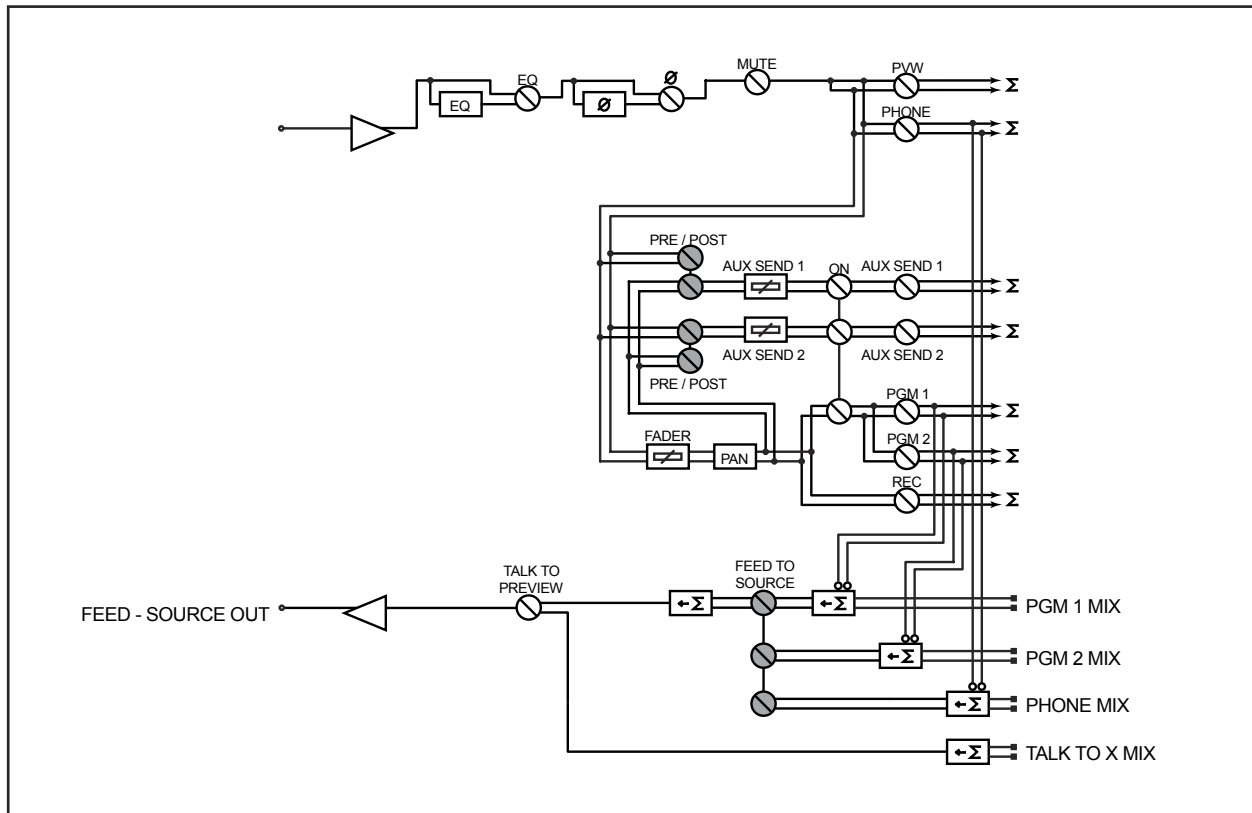 MUTE
PVW
EQ
Ø
EQ
Ø
Σ
PHONE
Σ
PRE / POST
AUX SEND 1
ON
AUX SEND 1
Σ
Σ
AUX SEND 2
AUX SEND 2
PRE / POST
PGM 1
Σ
FADER
PAN
PGM 2
Σ
REC
Σ
TALK TO
PREVIEW
FEED TO
SOURCE
FEED - SOURCE OUT
←Σ
←Σ
PGM 1 MIX
←Σ
PGM 2 MIX
←Σ
PHONE MIX
←Σ
TALK TO X MIX